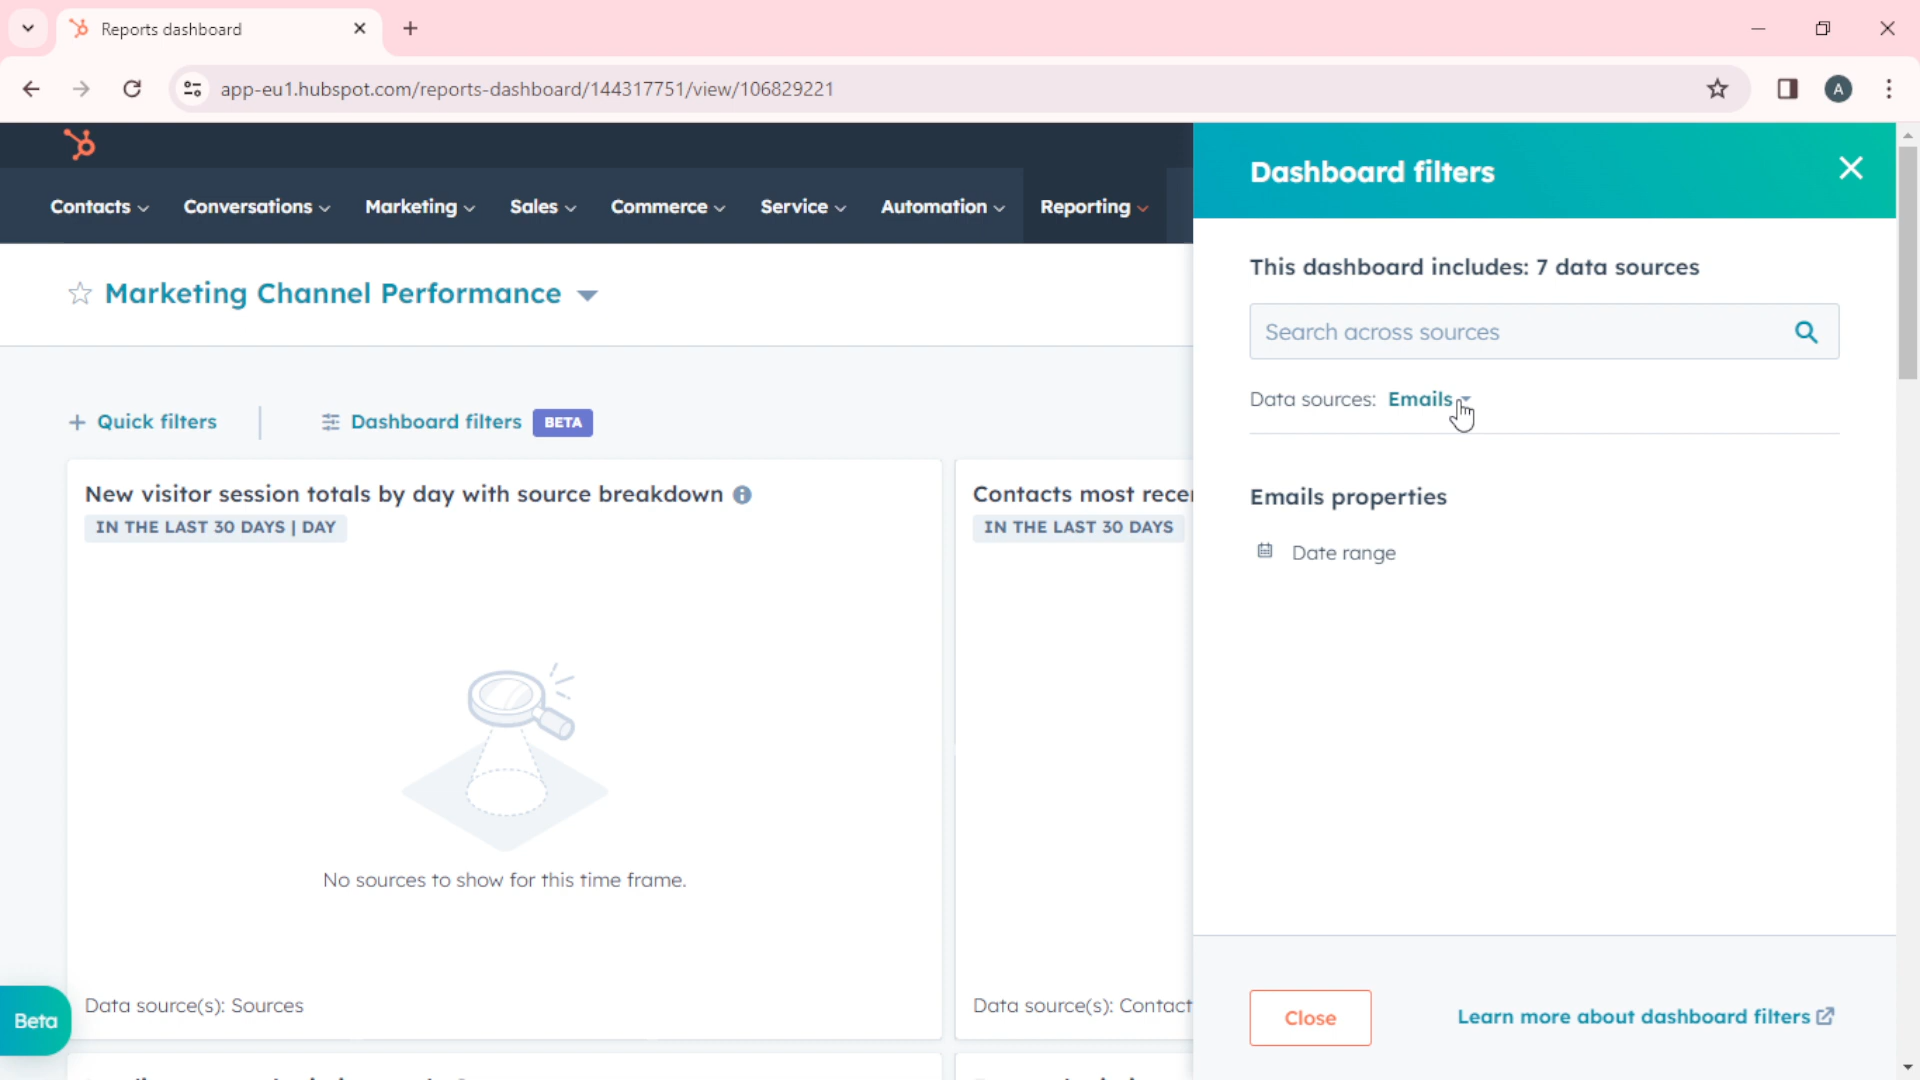 Reports dashboard
app-eu1.hubspot.com/reports-dashboard/144317751/view/106829221
A
Contacts
Conversations
Marketing
Sales
Commerce
Service
Automation
Reporting
Marketing Channel Performance
+ Quick filters
Dashboard filters
BETA
New visitor session totals by day with source breakdown
IN THE LAST 30 DAYS | DAY
No sources to show for this time frame.
Data source(s): Sources
Contacts most
IN THE LAST 30 DAYS
Data source(s): Contact
Beta
Dashboard filters
This dashboard includes: 7 data sources
Search across sources
Data sources: Emails
Emails properties
Date range
Close
Learn more about dashboard filters